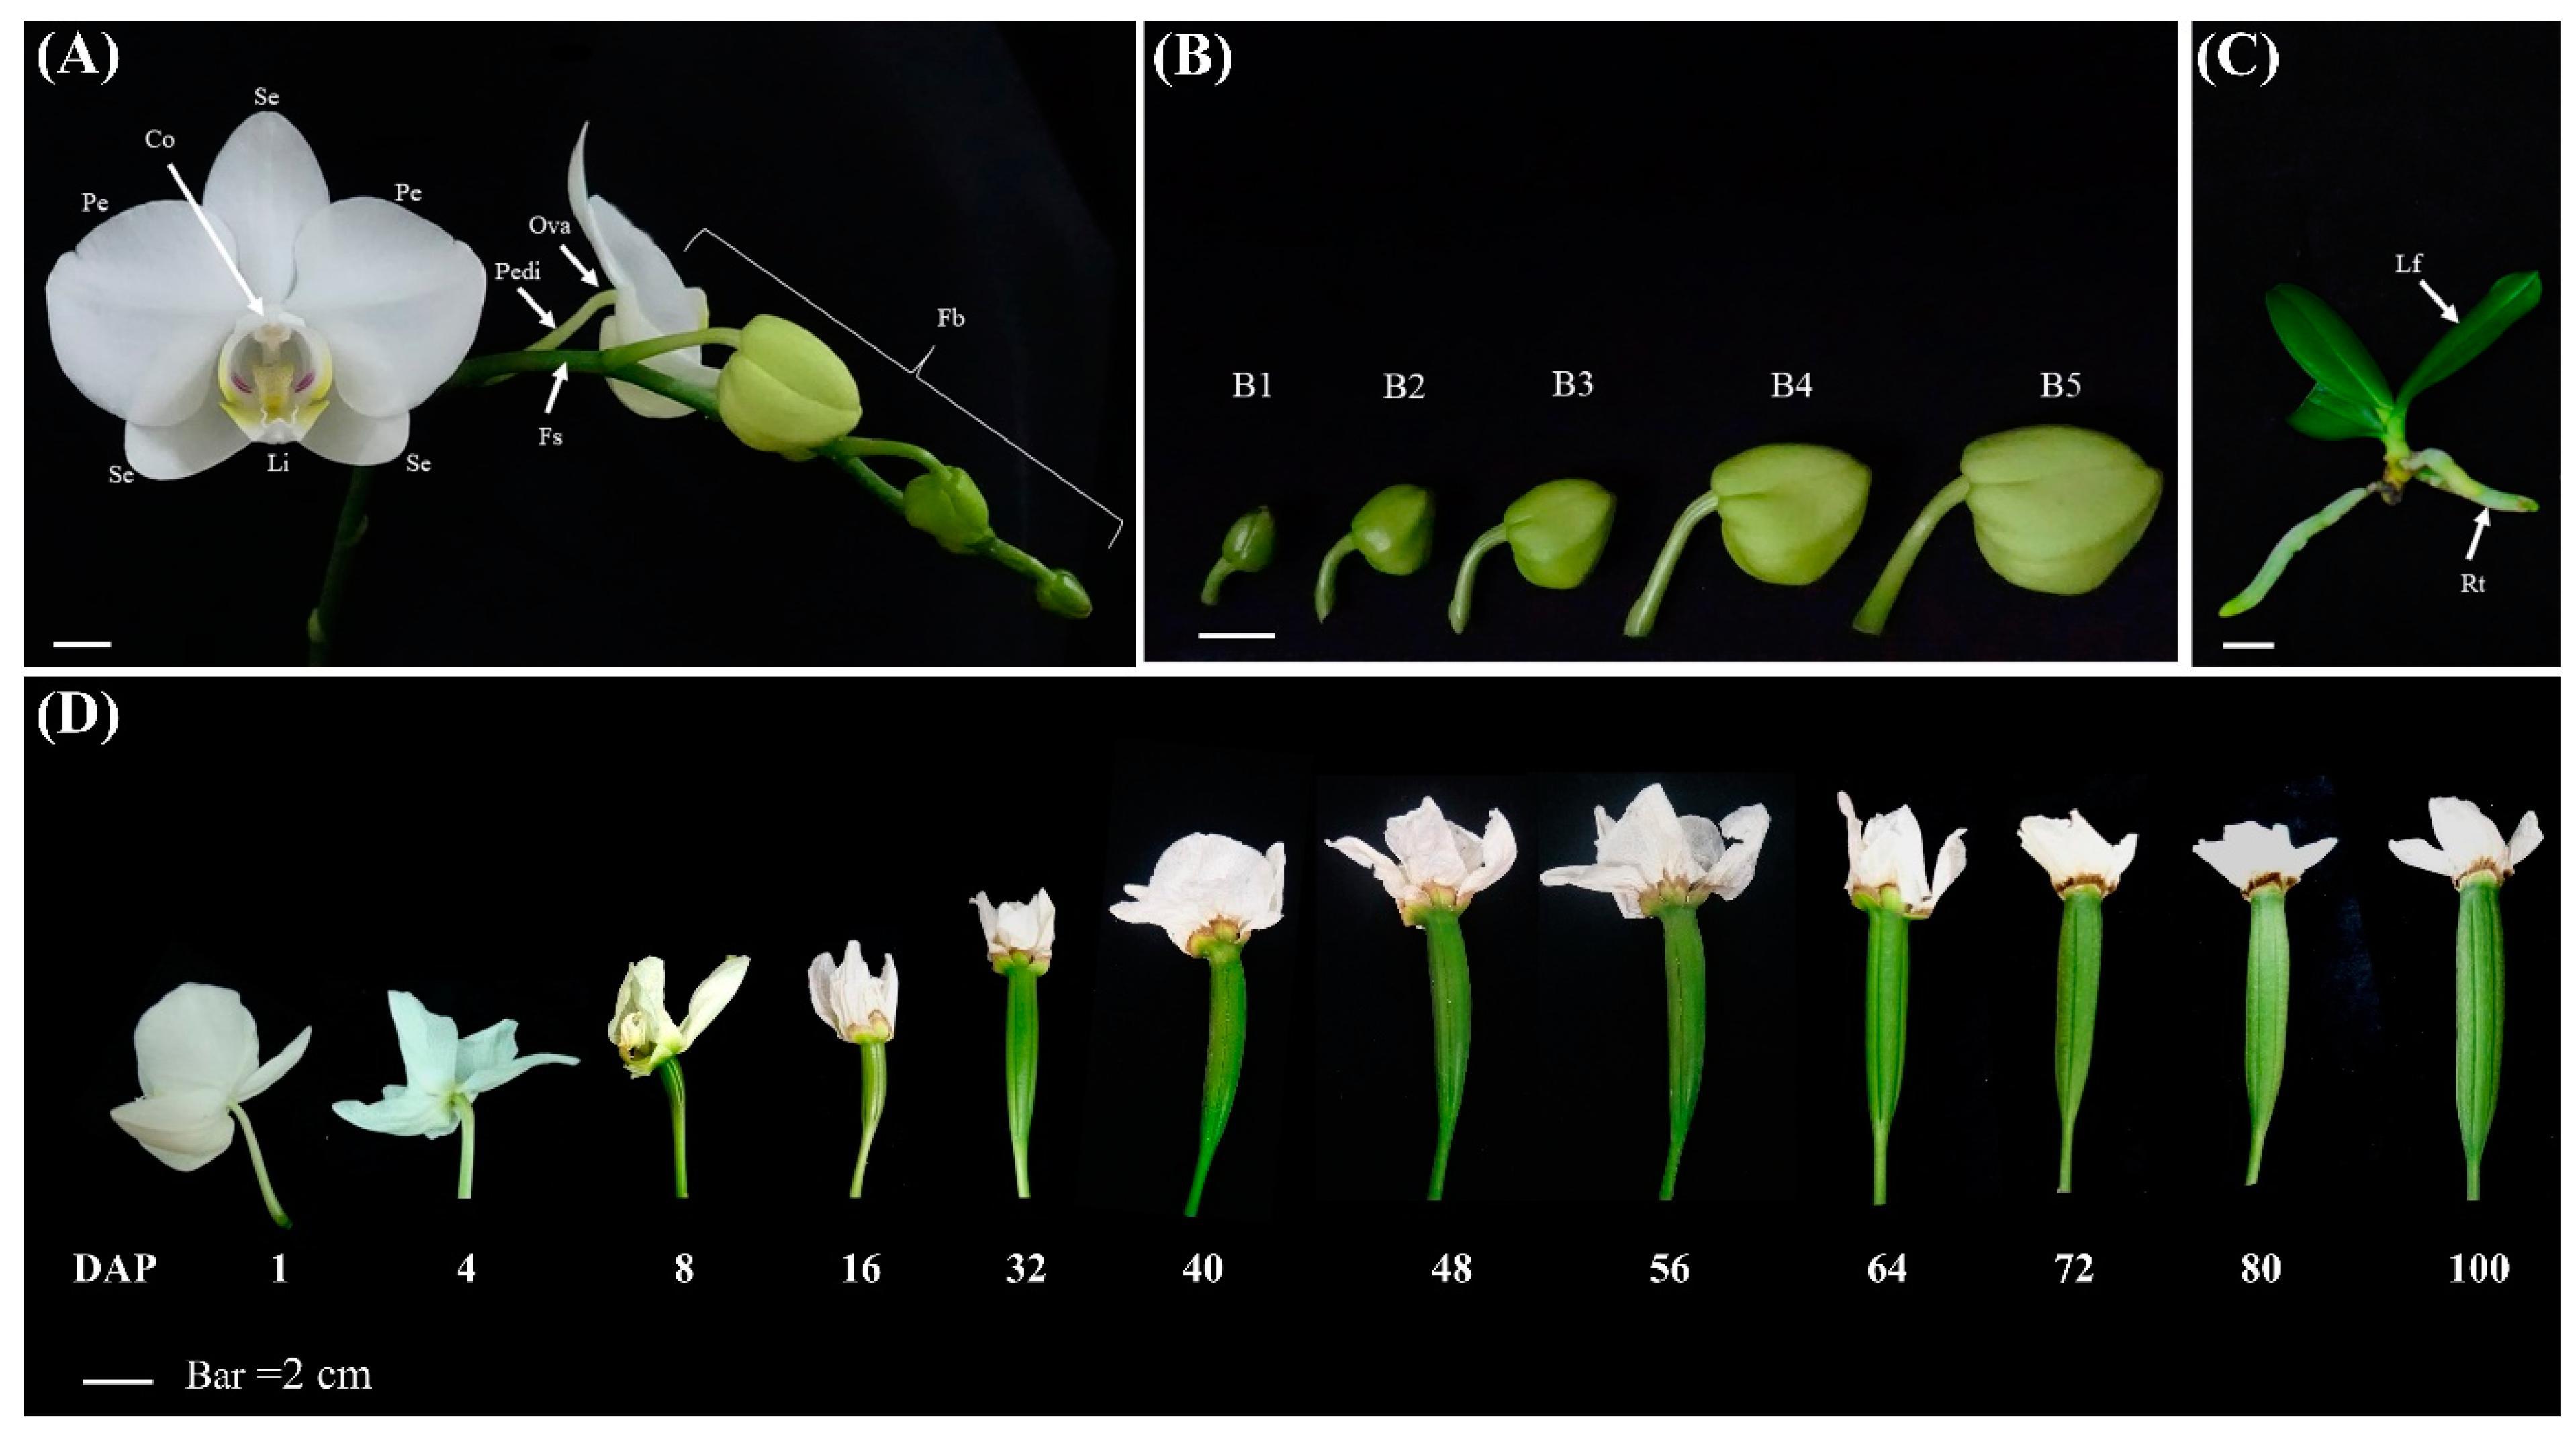 (A)
Se
Co
Pe
Pe
Ova
Pedi
Fb
Fs
Se
Li
Se
(B)
B1 B2 B3 B4 B5
(C)
Lf
Rt
(D)
DAP 1 4 8 16 32 40 48 56 64 72 80 100
Bar =2 cm